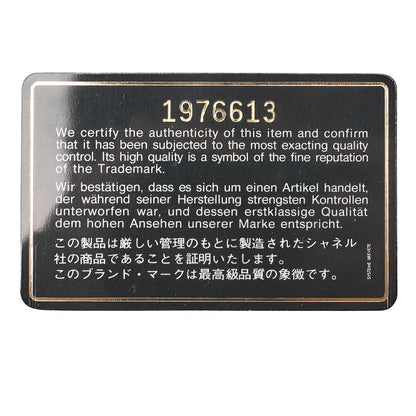 1976613
We certify the authenticity of this item and confirm
that it has been subjected to the most exacting quality
control. Its high quality is a symbol of the fine reputation
of the Trademark.
Wir bestätigen, dass es sich um einen Artikel handelt,
der während seiner Herstellung strengsten Kontrollen
unterworfen war, und dessen erstklassige Qualität
dem hohen Ansehen unserer Marke entspricht.
この製品は厳しい管理のもとに製造されたシャネル
社の商品であることを証明いたします。
このブランド・マークは最高級品質の象徴です。
SYSTEME BREVETE